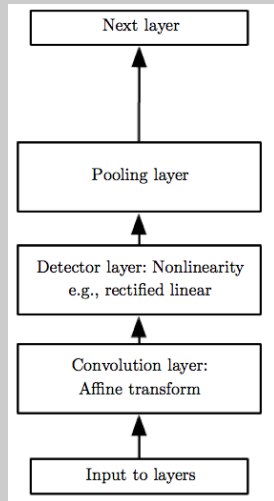 Next layer
Pooling layer
Detector layer: Nonlinearity
e.g., rectified linear
Convolution layer:
Affine transform
Input to layers